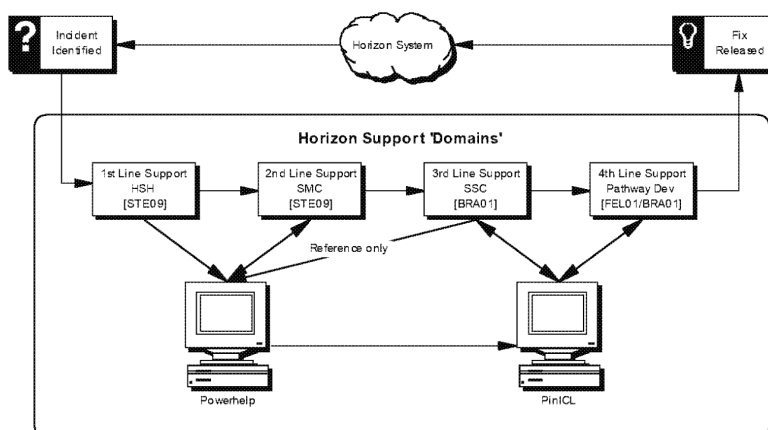 ?
Incident
Identified
Horizon System
Fix
Released
Horizon Support 'Domains'
1st Line Support
HSH
[STE09]
2nd Line Support
SMC
[STE09]
3rd Line Support
SSC
[BRA01]
4th Line Support
Pathway Dev
[FEL01/BRA01]
Reference only
Powerhelp
PinICL